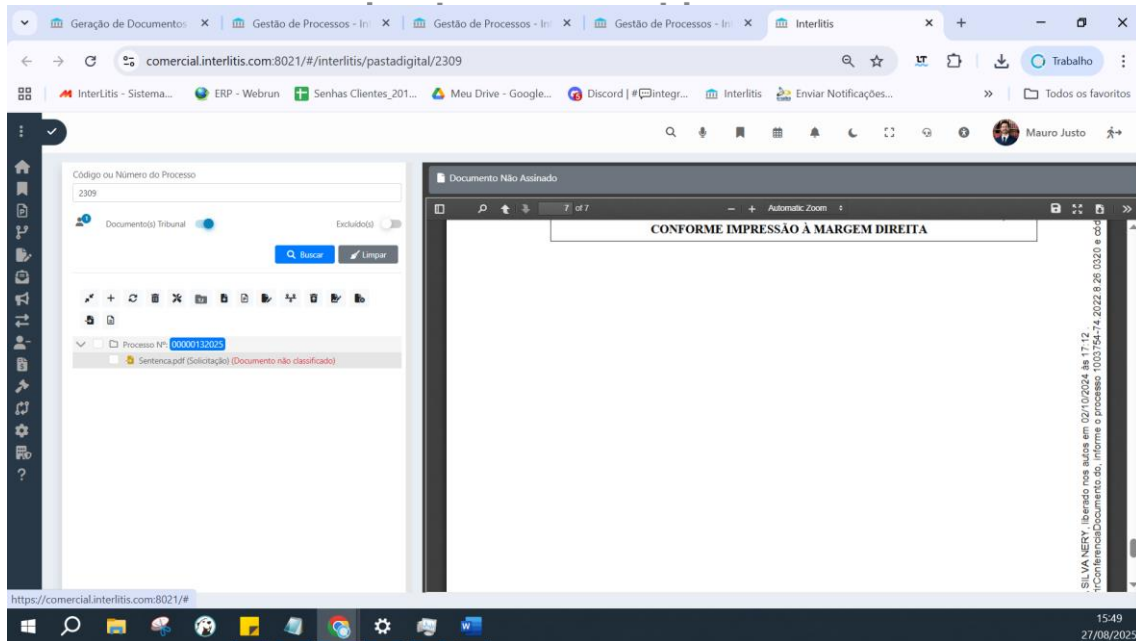 Geração de Documentos
Gestão de Processos - Int
Gestão de Processos - Int
Gestão de Processos - Int
Interlitis
comercial.interlitis.com:8021/#/interlitis/pastadigital/2309
Trabalho
InterLitis - Sistema...
ERP - Webrun
Senhas Clientes_201...
Meu Drive - Google...
Discord | #integr...
Interlitis
Enviar Notificações...
Todos os favoritos
Mauro Justo
Código ou Número do Processo
2309
Documento(s) Tribunal
Excluído(s)
Buscar
Limpar
Processo Nº: 00000132025
Sentenca.pdf (Solicitação) (Documento não classificado)
Documento Não Assinado
7 of 7
Automatic Zoom
CONFORME IMPRESSÃO À MARGEM DIREITA
SILVA NERY, liberado nos autos em 02/10/2024 às 17:12 .
rConferenciaDocumento.do, informe o processo 1003754-74.2022.8.26.0320 e cód
https://comercial.interlitis.com:8021/#
15:49
27/08/2025